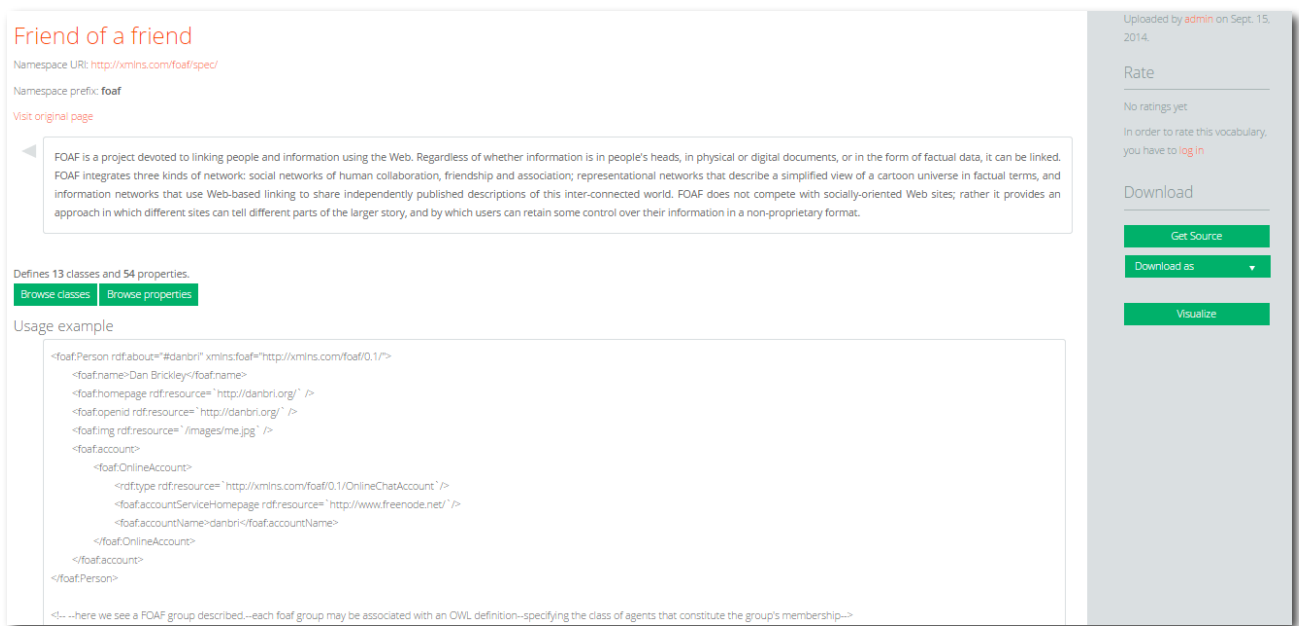 Friend of a friend
Namespace URI: http://xmlns.com/foaf/spec/
Namespace prefix: foaf
Visit original page
FOAF is a project devoted to linking people and information using the Web. Regardless of whether information is in people's heads, in physical or digital documents, or in the form of factual data, it can be linked.
FOAF integrates three kinds of network: social networks of human collaboration, friendship and association; representational networks that describe a simplified view of a cartoon universe in factual terms, and
information networks that use Web-based linking to share independently published descriptions of this inter-connected world. FOAF does not compete with socially-oriented Web sites; rather it provides an
approach in which different sites can tell different parts of the larger story, and by which users can retain some control over their information in a non-proprietary format.
Defines 13 classes and 54 properties.
Browse classes Browse properties
Usage example
<foaf:Person rdf:about="#danbri" xmlns:foaf="http://xmlns.com/foaf/0.1/">
<foaf:name>Dan Brickley</foaf:name>
<foaf:homepage rdf:resource=`http://danbri.org/` />
<foaf:openid rdf:resource=`http://danbri.org/` />
<foaf:img rdf:resource=`/images/me.jpg` />
<foaf:account>
<foaf:OnlineAccount>
<rdf:type rdf:resource=`http://xmlns.com/foaf/0.1/OnlineChatAccount`/>
<foaf:accountServiceHomepage rdf:resource=`http://www.freenode.net/`/>
<foaf:accountName>danbri</foaf:accountName>
</foaf:OnlineAccount>
</foaf:account>
</foaf:Person>
<!-- --here we see a FOAF group described.--each foaf group may be associated with an OWL definition--specifying the class of agents that constitute the group's membership-->
Uploaded by admin on Sept. 15,
2014.
Rate
No ratings yet
In order to rate this vocabulary,
you have to log in
Download
Get Source
Download as
Visualize